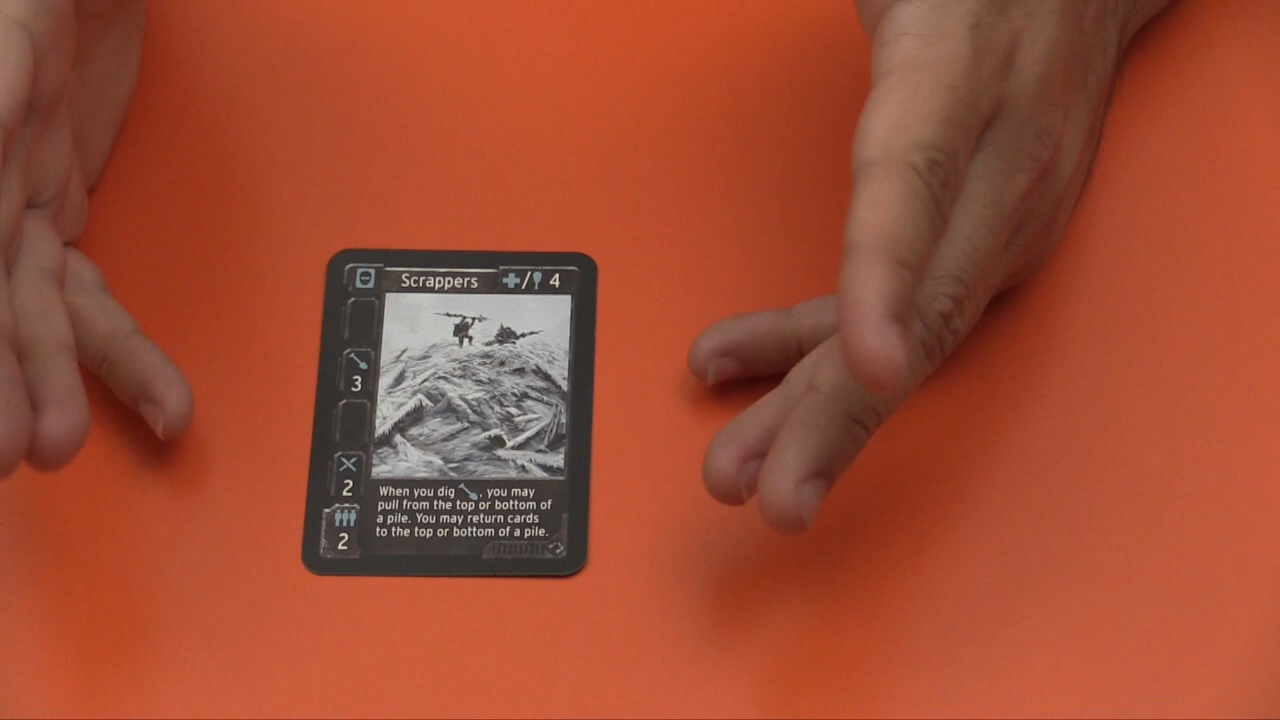 Scrappers / 4
3
2
2
When you dig , you may
pull from the top or bottom of
a pile. You may return cards
to the top or bottom of a pile.